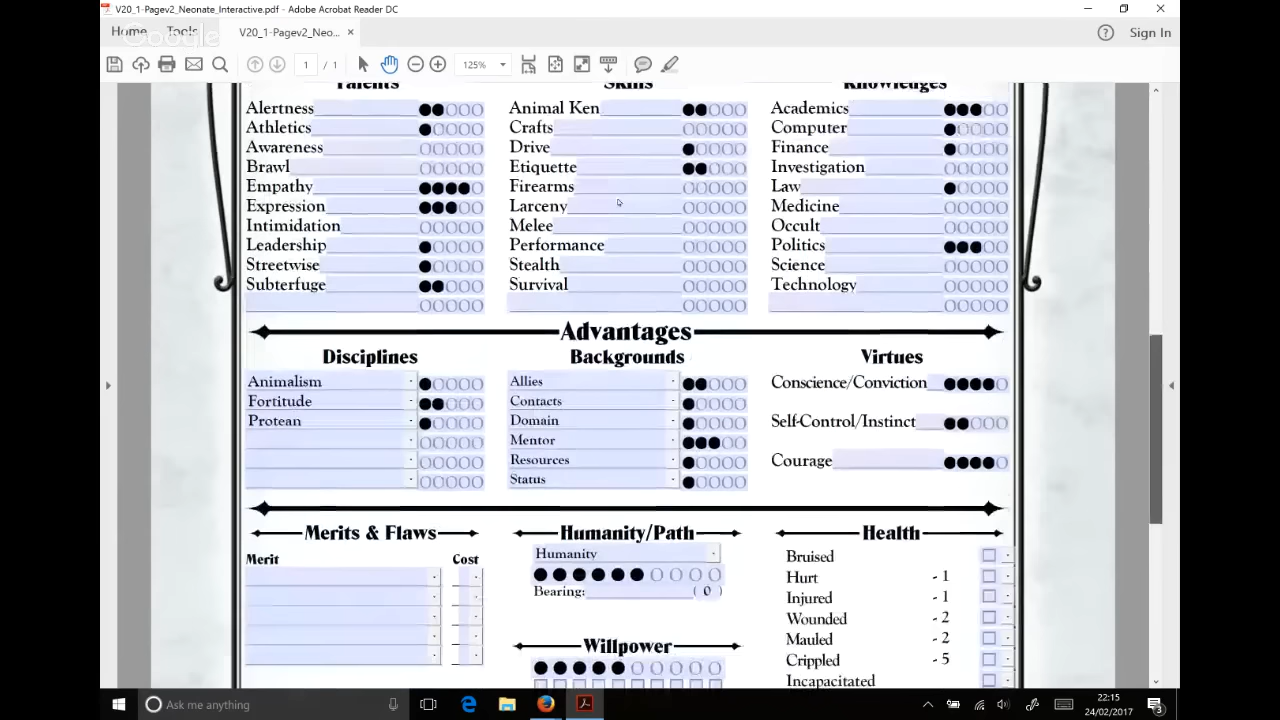 V20_1-Pagev2_Neonate_Interactive.pdf - Adobe Acrobat Reader DC
Home Tools V20_1-Pagev2_Neo... × Sign In
Google
1 / 1 125%
Talents Skills Knowledges
Alertness Animal Ken Academics
Athletics Crafts Computer
Awareness Drive Finance
Brawl Etiquette Investigation
Empathy Firearms Law
Expression Larceny Medicine
Intimidation Melee Occult
Leadership Performance Politics
Streetwise Stealth Science
Subterfuge Survival Technology
Advantages
Disciplines Backgrounds Virtues
Animalism Allies Conscience/Conviction
Fortitude Contacts
Protean Domain Self-Control/Instinct
Mentor
Resources Courage
Status
Merits & Flaws Humanity/Path Health
Merit Cost Humanity Bruised
Hurt - 1
Bearing: ( 0 ) Injured - 1
Wounded - 2
Willpower Mauled - 2
Crippled - 5
Incapacitated
Ask me anything 22:15
24/02/2017 3